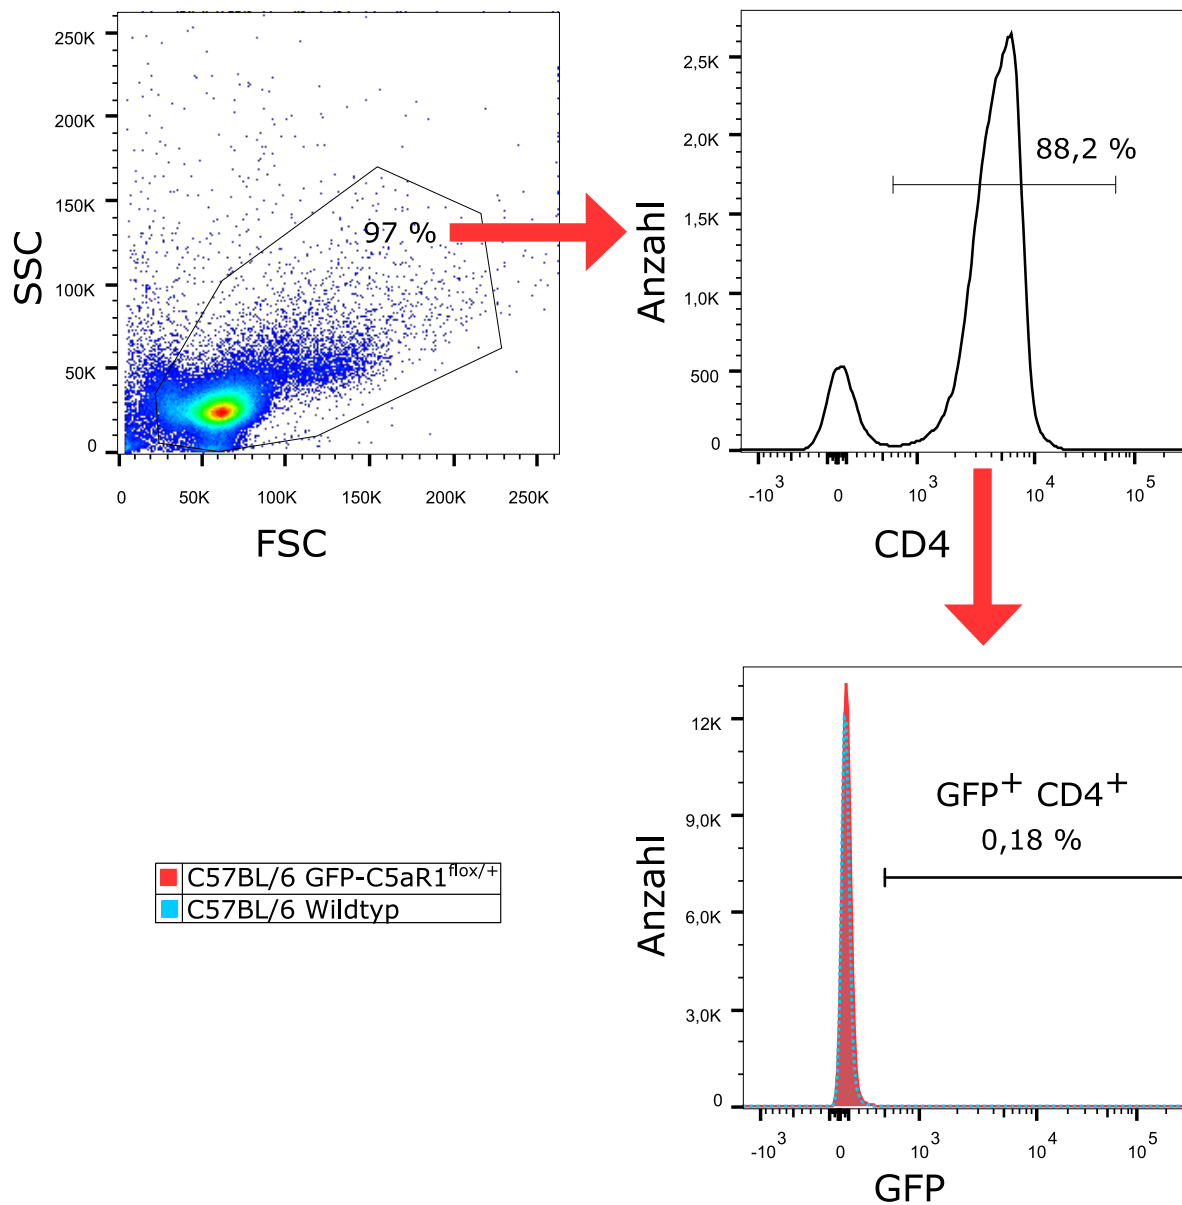 250K
200K
150K
100K
50K
0
SSC
97 %
0
50K
100K
150K
200K
250K
FSC
2,5K
2,0K
1,5K
1,0K
500
0
Anzahl
88,2 %
-10³
0
10³
10⁴
10⁵
CD4
12K
9,0K
6,0K
3,0K
0
Anzahl
GFP⁺ CD4⁺
0,18 %
-10³
0
10³
10⁴
10⁵
GFP
C57BL/6 GFP-C5aR1^flox/+
C57BL/6 Wildtyp